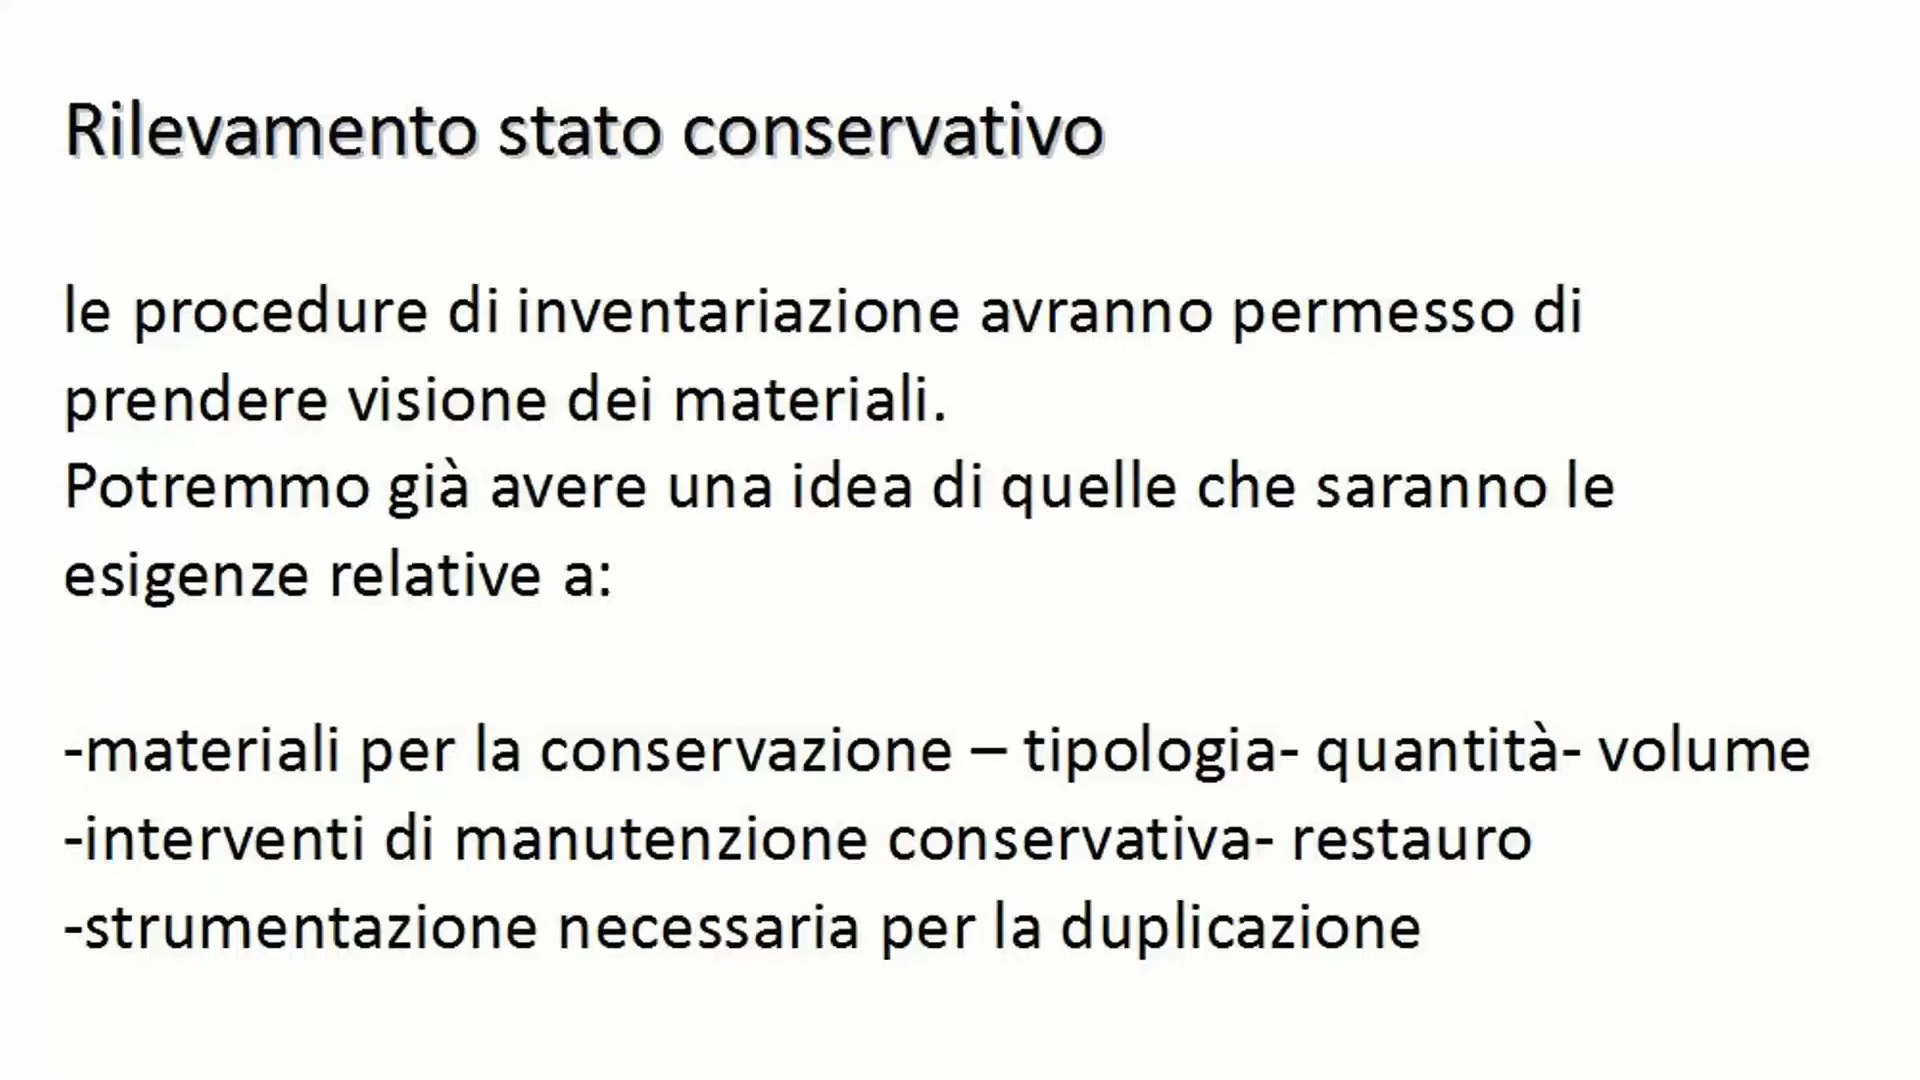 Rilevamento stato conservativo
le procedure di inventariazione avranno permesso di
prendere visione dei materiali.
Potremmo già avere una idea di quelle che saranno le
esigenze relative a:
-materiali per la conservazione – tipologia- quantità- volume
-interventi di manutenzione conservativa- restauro
-strumentazione necessaria per la duplicazione